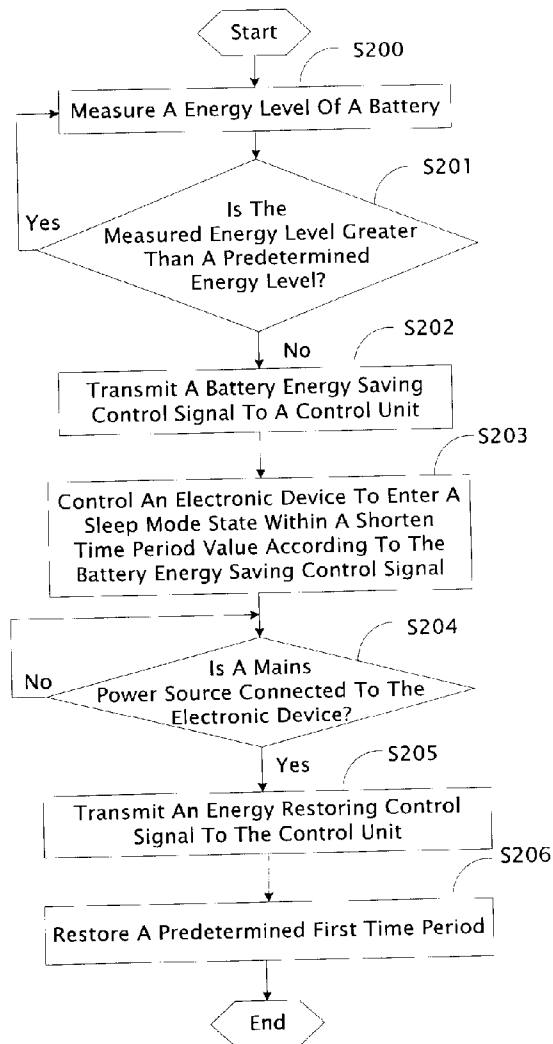 Start
S200
Measure A Energy Level Of A Battery
S201
Yes
Is The
Measured Energy Level Greater
Than A Predetermined
Energy Level?
S202
No
Transmit A Battery Energy Saving
Control Signal To A Control Unit
S203
Control An Electronic Device To Enter A
Sleep Mode State Within A Shorten
Time Period Value According To The
Battery Energy Saving Control Signal
S204
No
Is A Mains
Power Source Connected To The
Electronic Device?
Yes
S205
Transmit An Energy Restoring Control
Signal To The Control Unit
S206
Restore A Predetermined First Time Period
End